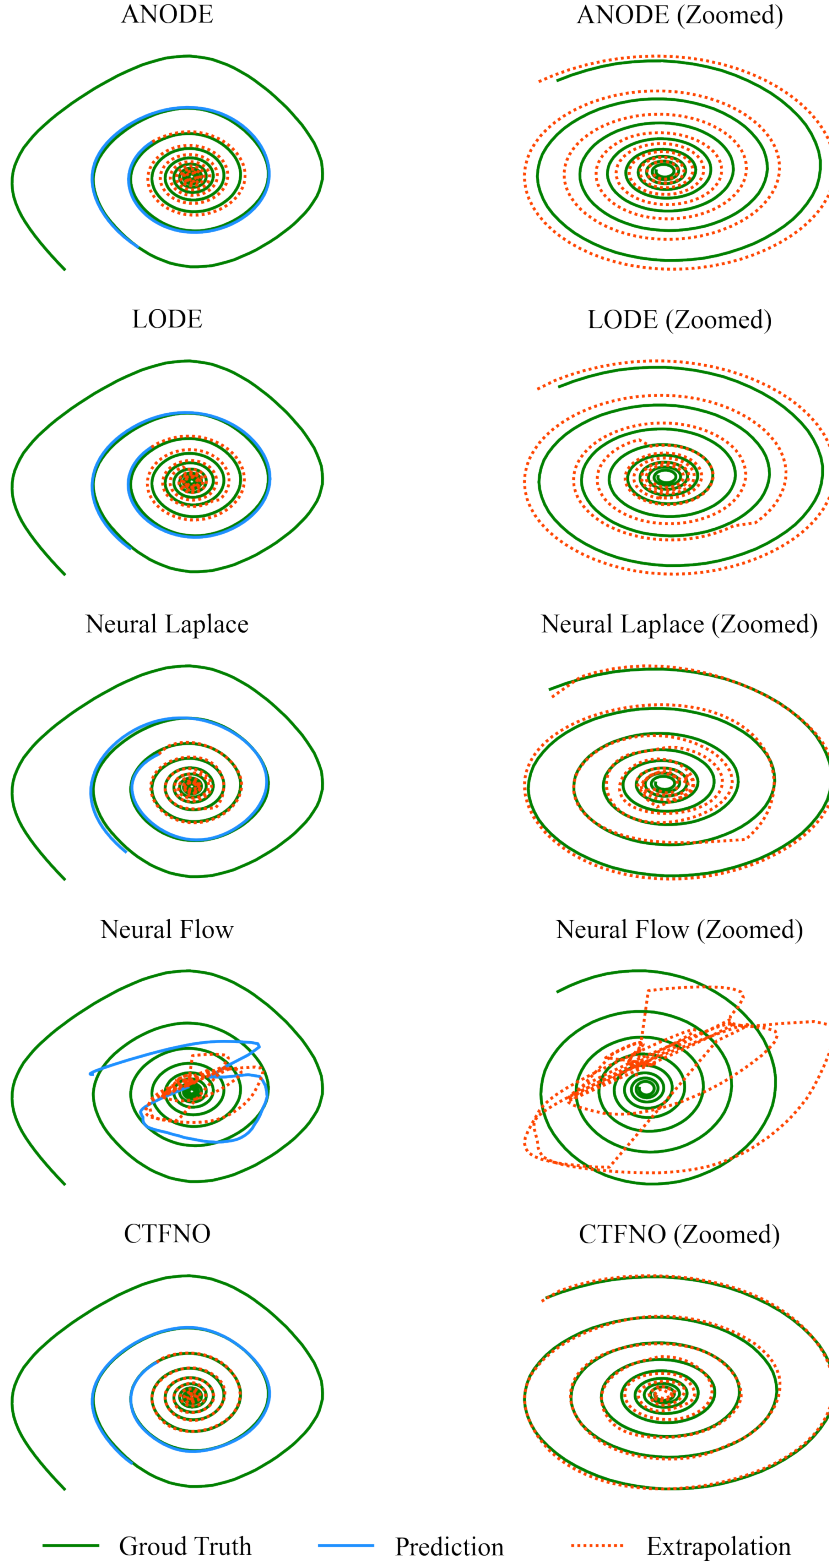 ANODE
ANODE (Zoomed)
LODE
LODE (Zoomed)
Neural Laplace
Neural Laplace (Zoomed)
Neural Flow
Neural Flow (Zoomed)
CTFNO
CTFNO (Zoomed)
Groud Truth
Prediction
Extrapolation